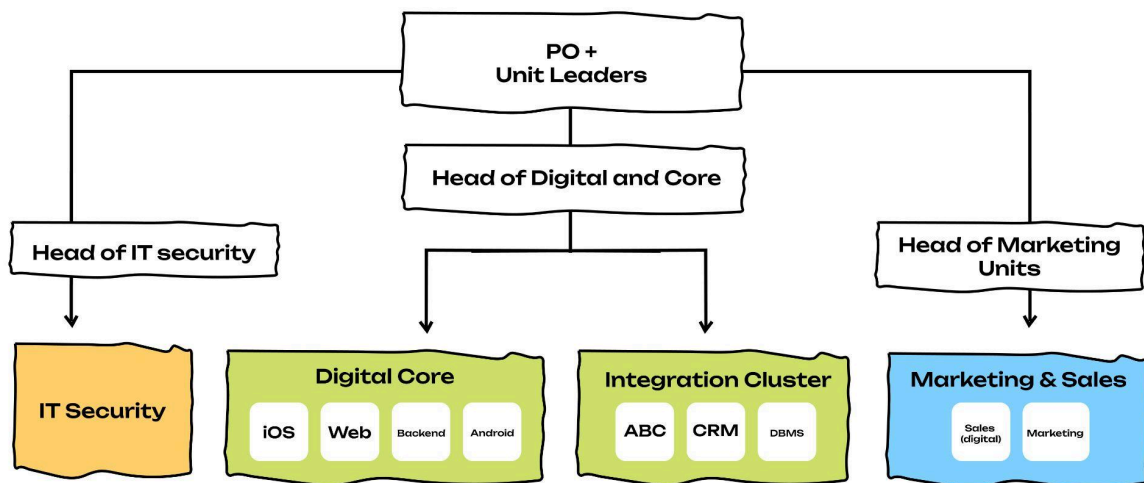 PO +
Unit Leaders
Head of Digital and Core
Head of IT security
Head of Marketing
Units
IT Security
Digital Core
iOS
Web
Backend
Android
Integration Cluster
ABC
CRM
DBMS
Marketing & Sales
Sales
(digital)
Marketing